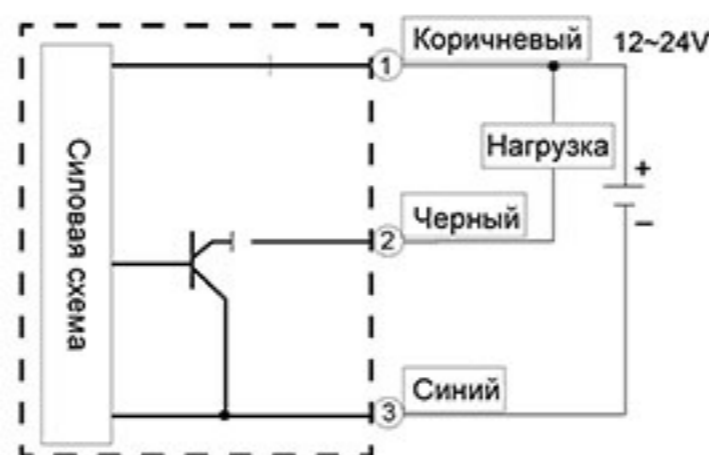 Коричневый
12~24V
1
Нагрузка
+
Силовая схема
Черный
2
−
Синий
3